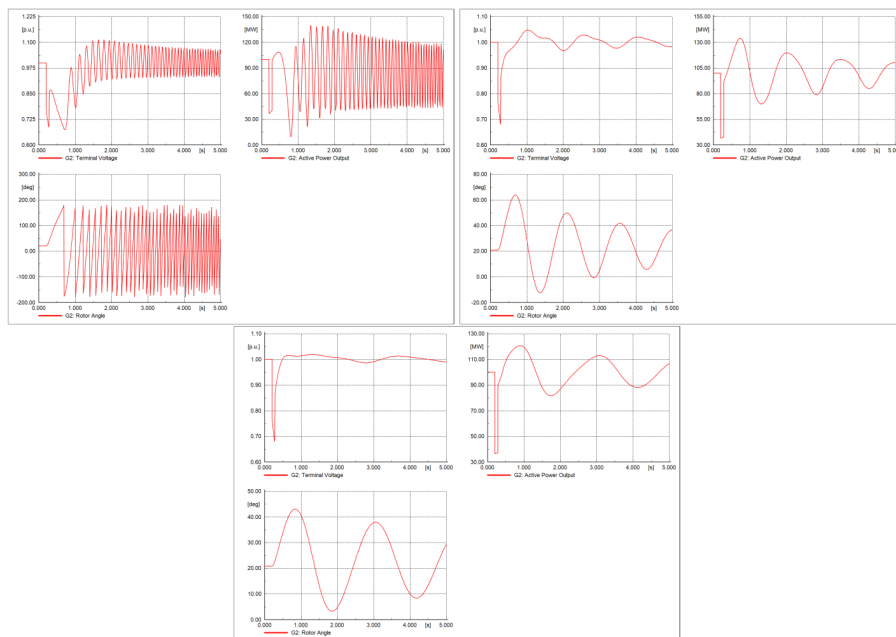 1.225 150.00 1.10 155.00
[p.u.] [MW] [p.u.] [MW]
1.100 120.00 1.00 130.00
0.975 90.00 0.90 105.00
0.850 60.00 0.80 80.00
0.725 30.00 0.70 55.00
0.600 0.00 0.60 30.00
0.000 1.000 2.000 3.000 4.000 [s] 5.000 0.000 1.000 2.000 3.000 4.000 [s] 5.000 0.000 1.000 2.000 3.000 4.000 [s] 5.000 0.000 1.000 2.000 3.000 4.000 [s] 5.000
G2: Terminal Voltage G2: Active Power Output G2: Terminal Voltage G2: Active Power Output
300.00 80.00
[deg] [deg]
200.00 60.00
100.00 40.00
0.00 20.00
-100.00 0.00
-200.00 -20.00
0.000 1.000 2.000 3.000 4.000 [s] 5.000 0.000 1.000 2.000 3.000 4.000 [s] 5.000
G2: Rotor Angle G2: Rotor Angle
1.10 130.00
[p.u.] [MW]
1.00 110.00
0.90 90.00
0.80 70.00
0.70 50.00
0.60 30.00
0.000 1.000 2.000 3.000 4.000 [s] 5.000 0.000 1.000 2.000 3.000 4.000 [s] 5.000
G2: Terminal Voltage G2: Active Power Output
50.00
[deg]
40.00
30.00
20.00
10.00
0.00
0.000 1.000 2.000 3.000 4.000 [s] 5.000
G2: Rotor Angle